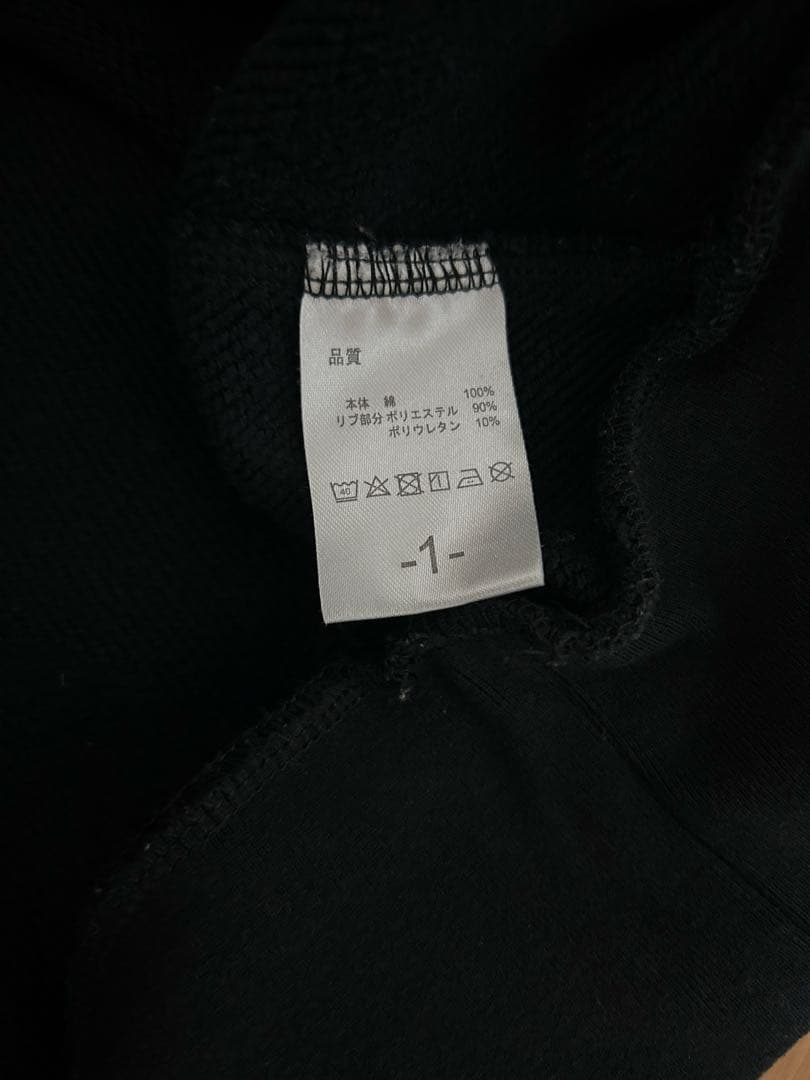 品質
本体 綿 100%
リブ部分 ポリエステル 90%
ポリウレタン 10%
40
-1-